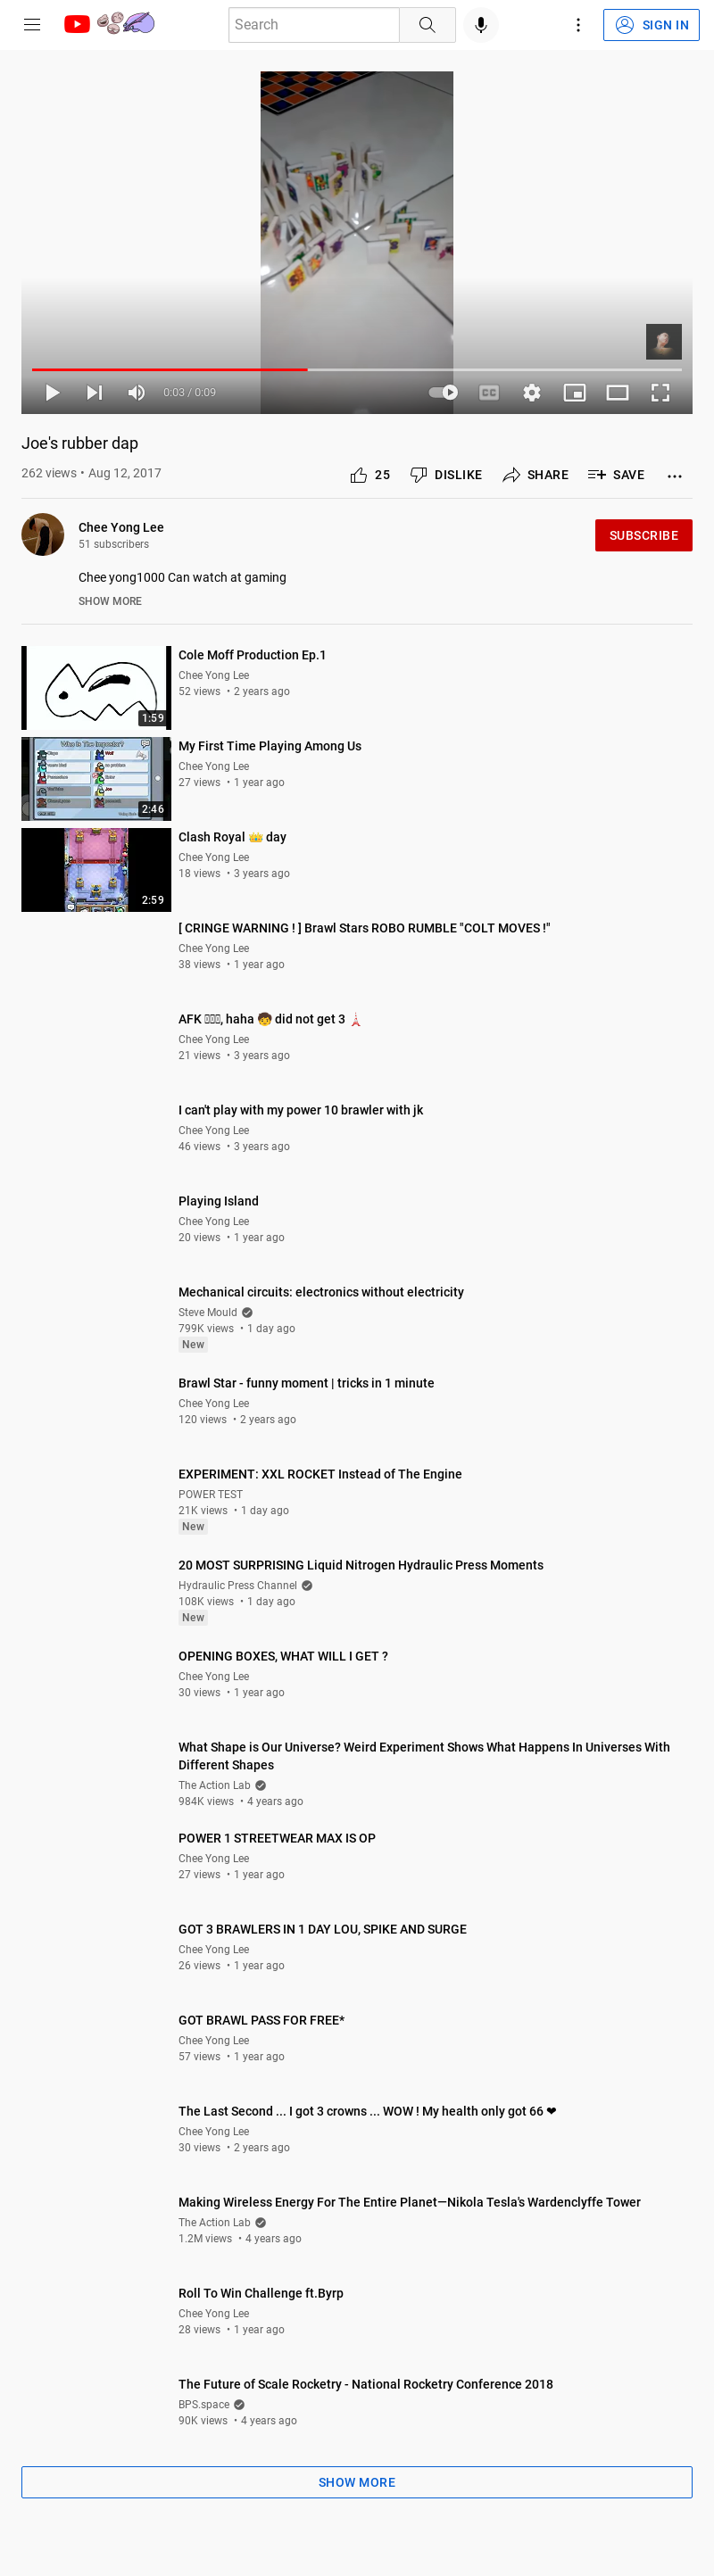 Search
SIGN IN
0:03 / 0:09
CC
Joe's rubber dap
262 views • Aug 12, 2017
25 DISLIKE SHARE SAVE
Chee Yong Lee
51 subscribers
SUBSCRIBE
Chee yong1000 Can watch at gaming
SHOW MORE
1:59
Cole Moff Production Ep.1
Chee Yong Lee
52 views • 2 years ago
Who Is The Impostor?
2:46
My First Time Playing Among Us
Chee Yong Lee
27 views • 1 year ago
2:59
Clash Royal 👑 day
Chee Yong Lee
18 views • 3 years ago
[ CRINGE WARNING ! ] Brawl Stars ROBO RUMBLE "COLT MOVES !"
Chee Yong Lee
38 views • 1 year ago
AFK , haha 🧒 did not get 3 🗼
Chee Yong Lee
21 views • 3 years ago
I can't play with my power 10 brawler with jk
Chee Yong Lee
46 views • 3 years ago
Playing Island
Chee Yong Lee
20 views • 1 year ago
Mechanical circuits: electronics without electricity
Steve Mould
799K views • 1 day ago
New
Brawl Star - funny moment | tricks in 1 minute
Chee Yong Lee
120 views • 2 years ago
EXPERIMENT: XXL ROCKET Instead of The Engine
POWER TEST
21K views • 1 day ago
New
20 MOST SURPRISING Liquid Nitrogen Hydraulic Press Moments
Hydraulic Press Channel
108K views • 1 day ago
New
OPENING BOXES, WHAT WILL I GET ?
Chee Yong Lee
30 views • 1 year ago
What Shape is Our Universe? Weird Experiment Shows What Happens In Universes With
Different Shapes
The Action Lab
984K views • 4 years ago
POWER 1 STREETWEAR MAX IS OP
Chee Yong Lee
27 views • 1 year ago
GOT 3 BRAWLERS IN 1 DAY LOU, SPIKE AND SURGE
Chee Yong Lee
26 views • 1 year ago
GOT BRAWL PASS FOR FREE*
Chee Yong Lee
57 views • 1 year ago
The Last Second ... I got 3 crowns ... WOW ! My health only got 66 ❤
Chee Yong Lee
30 views • 2 years ago
Making Wireless Energy For The Entire Planet—Nikola Tesla's Wardenclyffe Tower
The Action Lab
1.2M views • 4 years ago
Roll To Win Challenge ft.Byrp
Chee Yong Lee
28 views • 1 year ago
The Future of Scale Rocketry - National Rocketry Conference 2018
BPS.space
90K views • 4 years ago
SHOW MORE